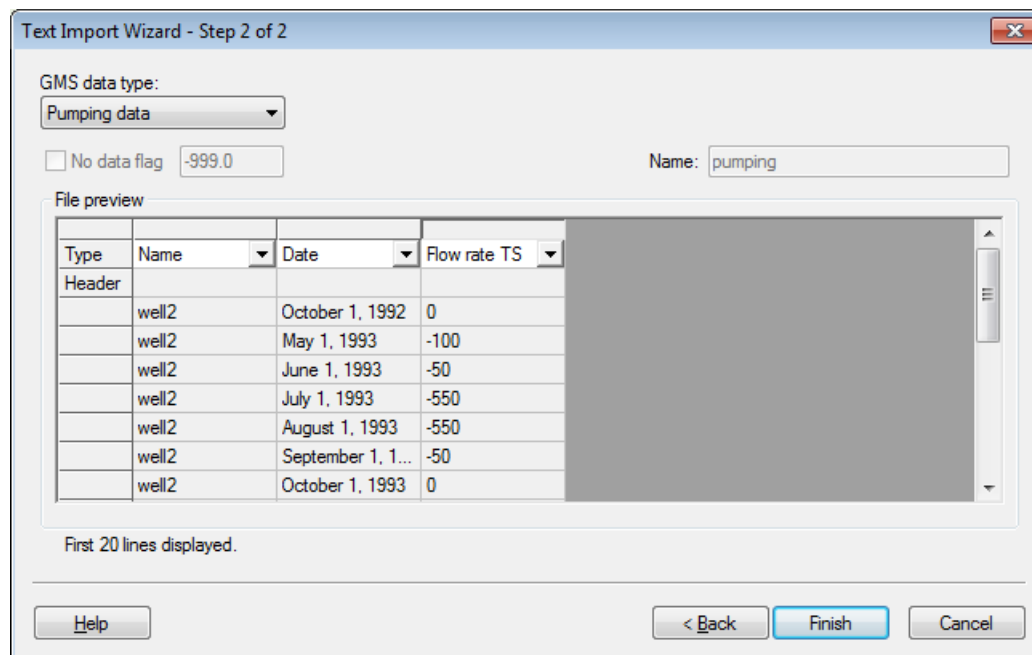 Text Import Wizard - Step 2 of 2
GMS data type:
Pumping data
No data flag -999.0 Name: pumping
File preview
Type Name Date Flow rate TS
Header
well2 October 1, 1992 0
well2 May 1, 1993 -100
well2 June 1, 1993 -50
well2 July 1, 1993 -550
well2 August 1, 1993 -550
well2 September 1, 1... -50
well2 October 1, 1993 0
First 20 lines displayed.
Help < Back Finish Cancel